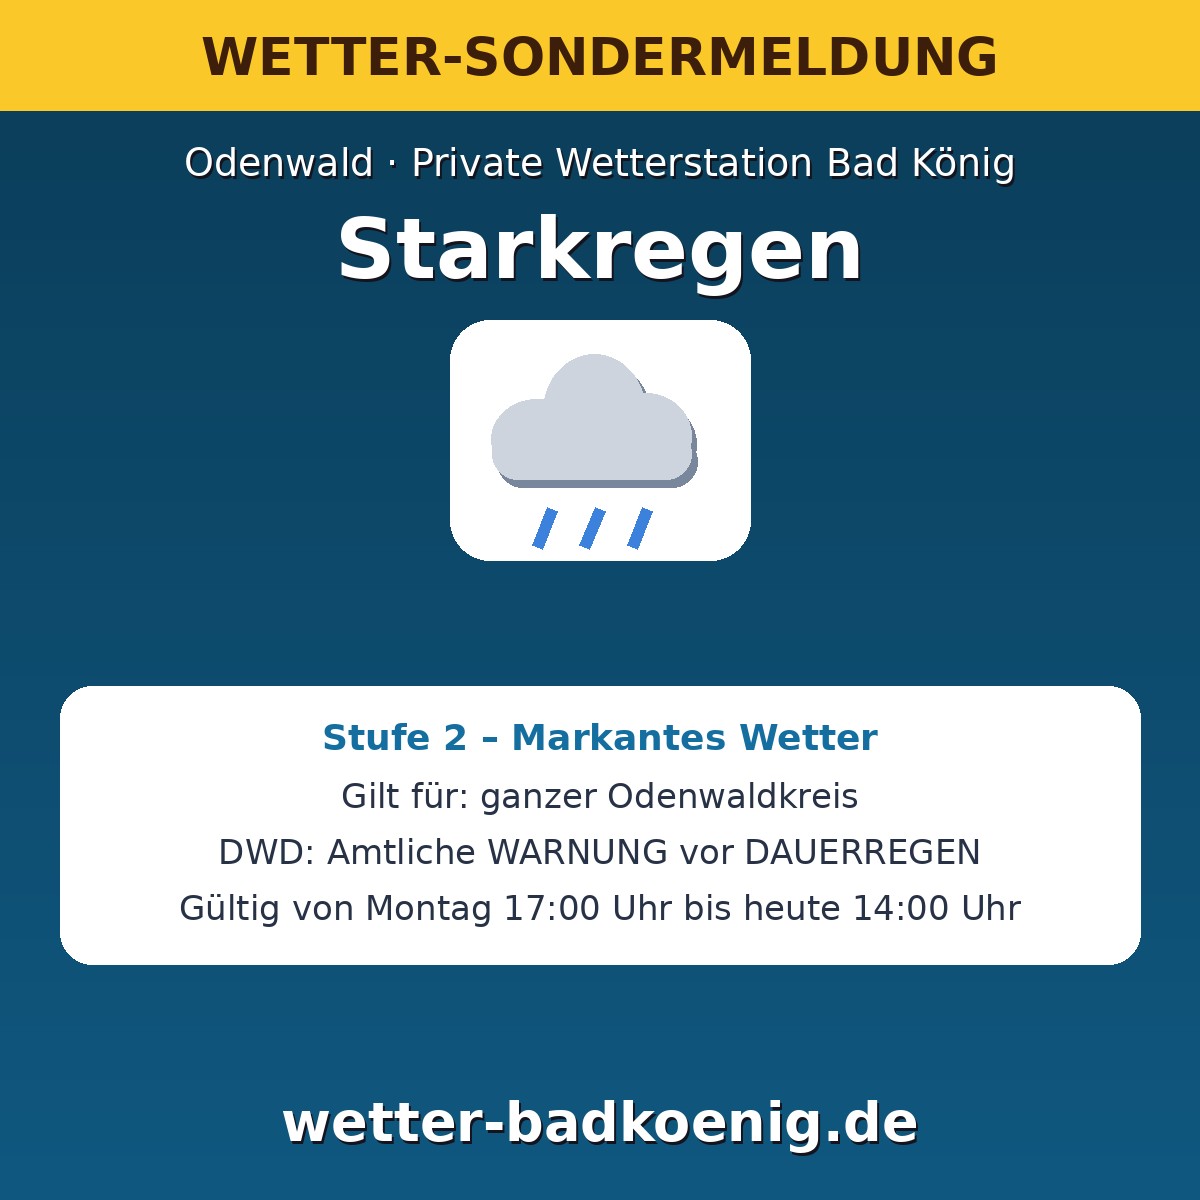 WETTER-SONDERMELDUNG
Odenwald · Private Wetterstation Bad König
Starkregen
Stufe 2 – Markantes Wetter
Gilt für: ganzer Odenwaldkreis
DWD: Amtliche WARNUNG vor DAUERREGEN
Gültig von Montag 17:00 Uhr bis heute 14:00 Uhr
wetter-badkoenig.de